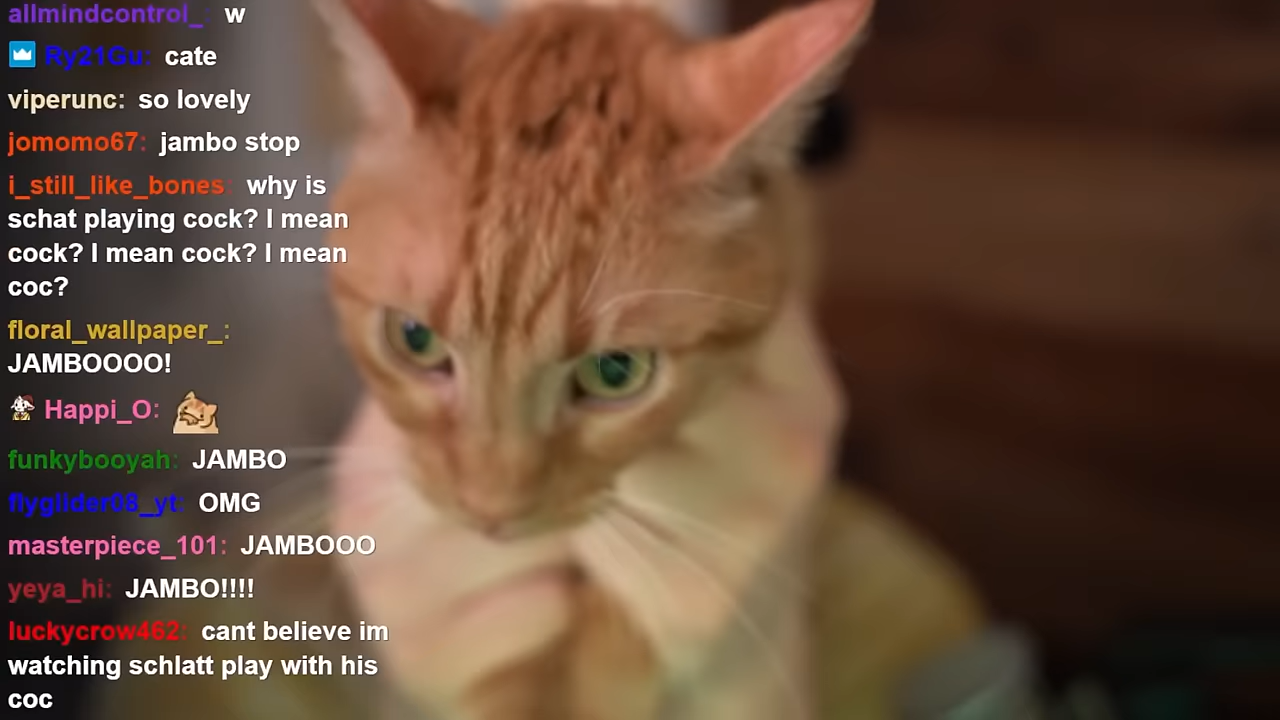 allmindcontrol_: w
Ry21Gu: cate
viperunc: so lovely
jomomo67: jambo stop
i_still_like_bones: why is
schat playing cock? I mean
cock? I mean cock? I mean
coc?
floral_wallpaper_:
JAMBOOOO!
Happi_O:
funkybooyah: JAMBO
flyglider08_yt: OMG
masterpiece_101: JAMBOOO
yeya_hi: JAMBO!!!!
luckycrow462: cant believe im
watching schlatt play with his
coc